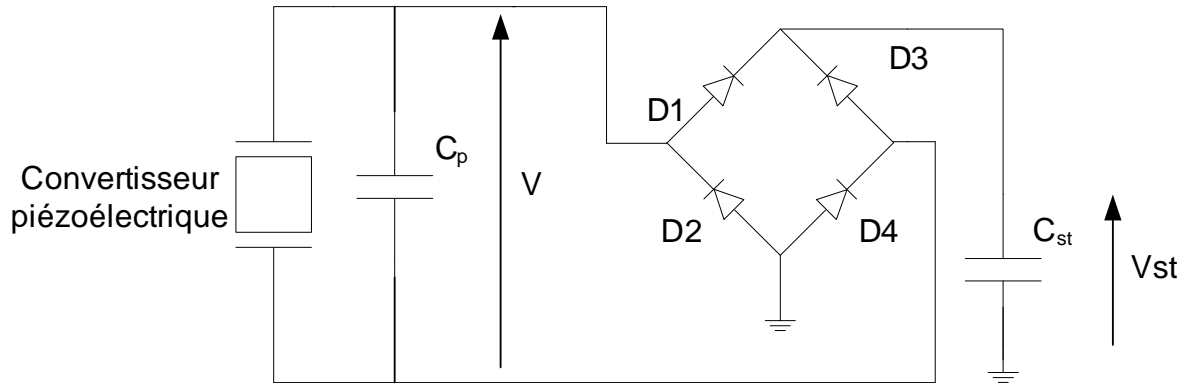 D3
D1
Cp
Convertisseur
piézoélectrique
V
D2
D4
Cst
Vst